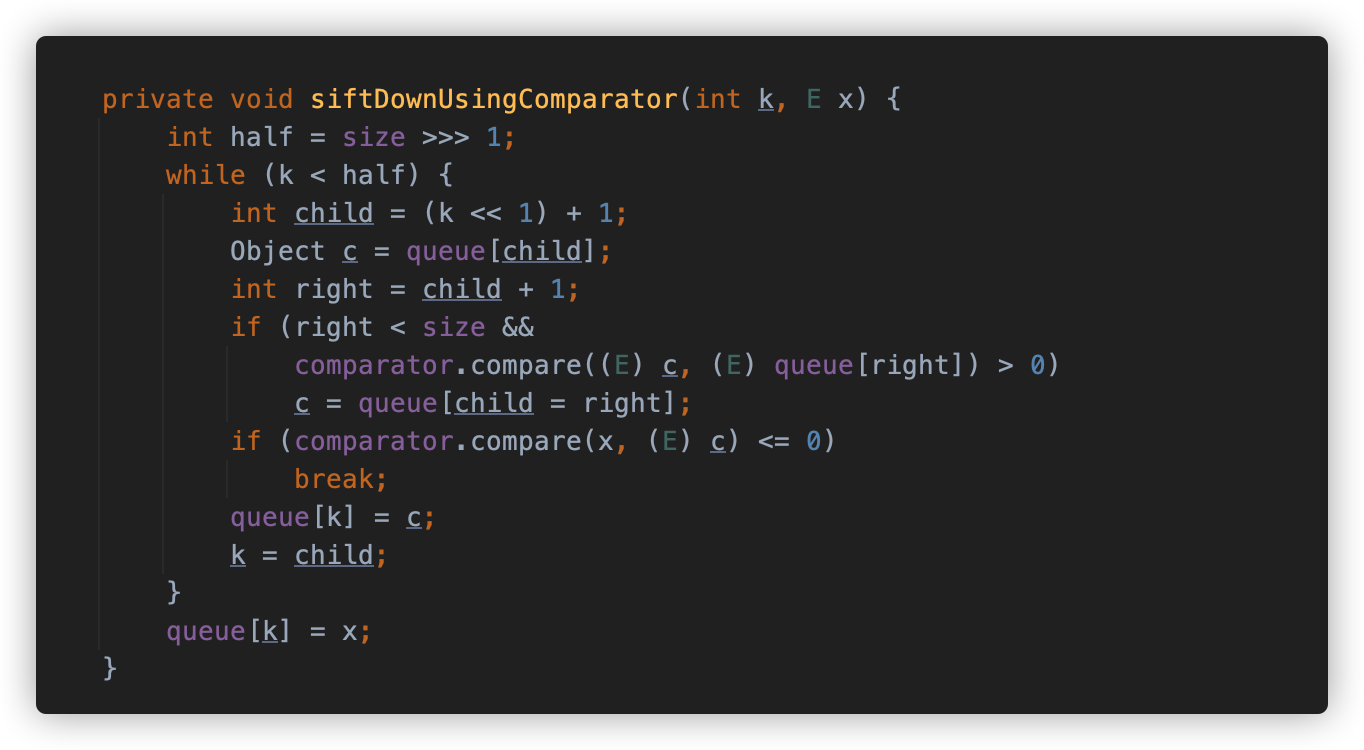 private void siftDownUsingComparator(int k, E x) {
    int half = size >>> 1;
    while (k < half) {
        int child = (k << 1) + 1;
        Object c = queue[child];
        int right = child + 1;
        if (right < size &&
            comparator.compare((E) c, (E) queue[right]) > 0)
            c = queue[child = right];
        if (comparator.compare(x, (E) c) <= 0)
            break;
        queue[k] = c;
        k = child;
    }
    queue[k] = x;
}